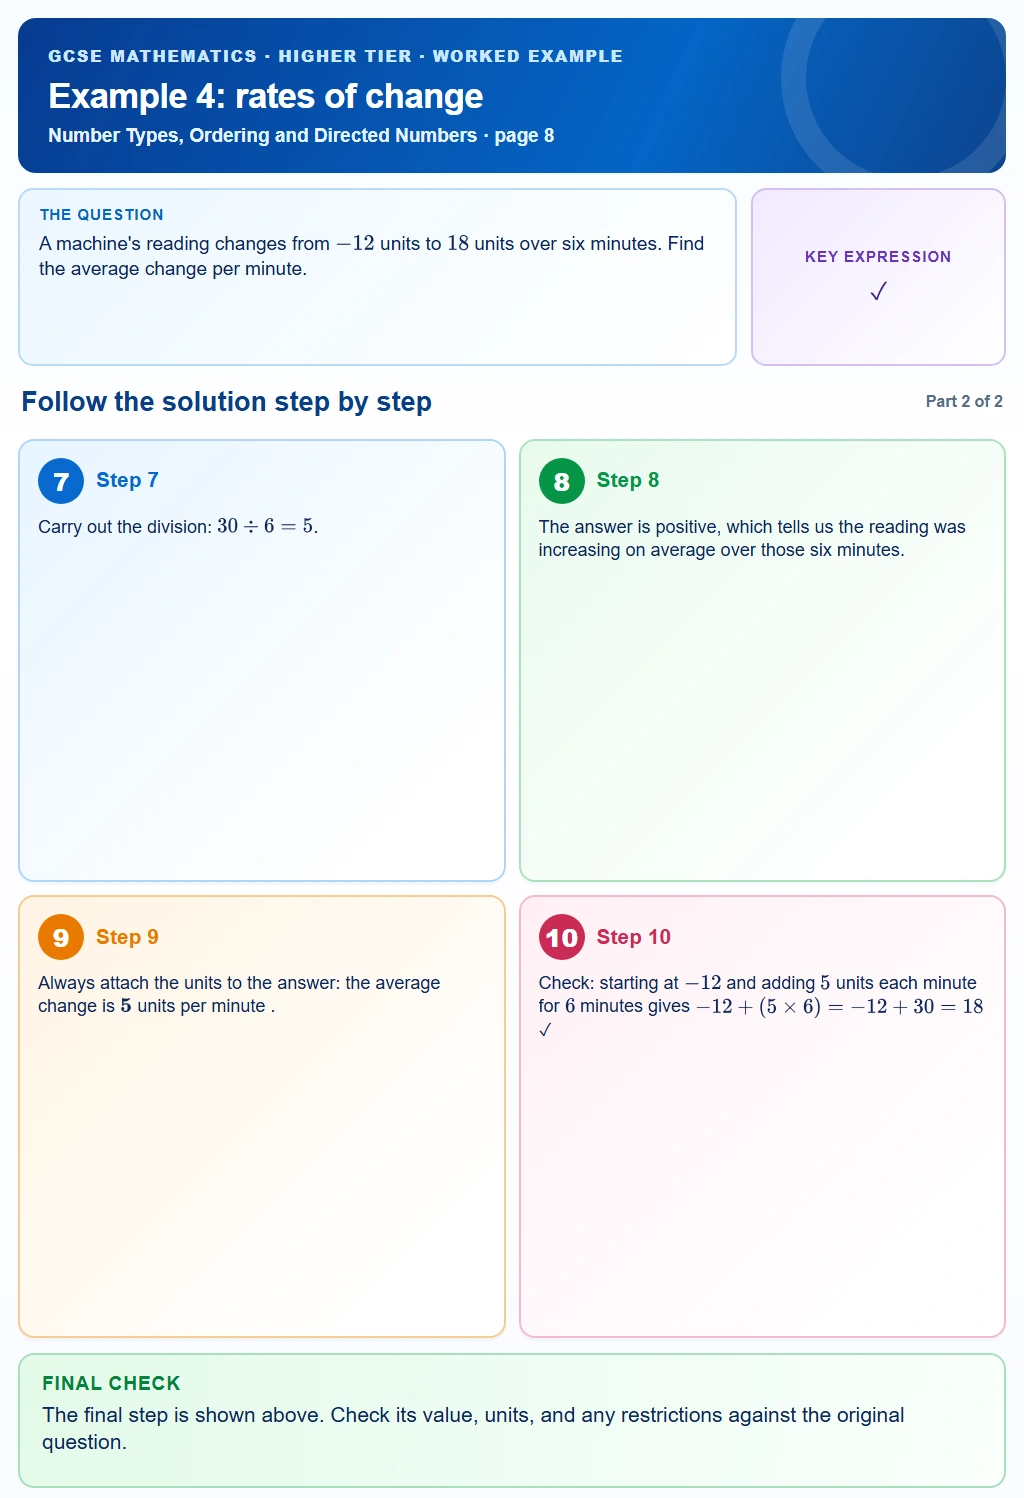 GCSE MATHEMATICS · HIGHER TIER · WORKED EXAMPLE
Example 4: rates of change
Number Types, Ordering and Directed Numbers · page 8
THE QUESTION
A machine's reading changes from −12 units to 18 units over six minutes. Find
the average change per minute.
KEY EXPRESSION
✓
Follow the solution step by step
Part 2 of 2
7 Step 7
Carry out the division: 30 ÷ 6 = 5.
8 Step 8
The answer is positive, which tells us the reading was
increasing on average over those six minutes.
9 Step 9
Always attach the units to the answer: the average
change is 5 units per minute .
10 Step 10
Check: starting at −12 and adding 5 units each minute
for 6 minutes gives −12 + (5 × 6) = −12 + 30 = 18
✓
FINAL CHECK
The final step is shown above. Check its value, units, and any restrictions against the original
question.